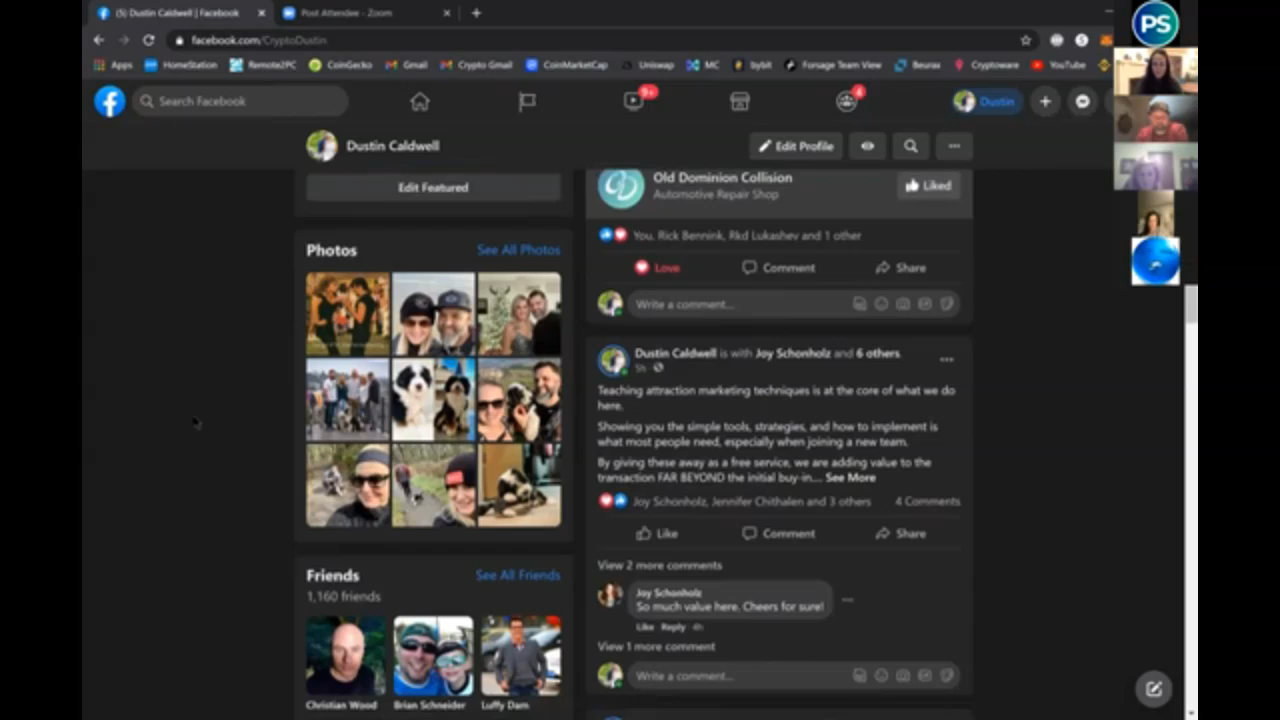 (5) Dustin Caldwell | Facebook
Post Attendee - Zoom
facebook.com/CryptoDustin
Apps HomeStation Remote2PC CoinGecko Gmail Crypto Gmail CoinMarketCap Uniswap MC bybit Forsage Team View Beurax Cryptoware YouTube
PS
Search Facebook
9+
4
Dustin
Dustin Caldwell
Edit Profile
Edit Featured
Old Dominion Collision
Automotive Repair Shop
Liked
You, Rick Bennink, Rkd Lukashev and 1 other
Love Comment Share
Write a comment...
Photos
See All Photos
Dustin Caldwell is with Joy Schonholz and 6 others
5h
Teaching attraction marketing techniques is at the core of what we do
here.
Showing you the simple tools, strategies, and how to implement is
what most people need, especially when joining a new team.
By giving these away as a free service, we are adding value to the
transaction FAR BEYOND the initial buy-in... See More
Joy Schonholz, Jennifer Chithalen and 3 others
4 Comments
Like Comment Share
View 2 more comments
Joy Schonholz
So much value here. Cheers for sure!
Like Reply 4h
View 1 more comment
Write a comment...
Friends
See All Friends
1,160 friends
Christian Wood
Brian Schneider
Luffy Dam